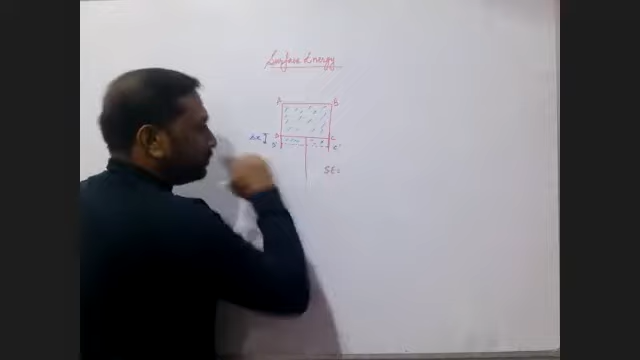 Surface Energy
A B
D C
Δx
D' C'
SE=